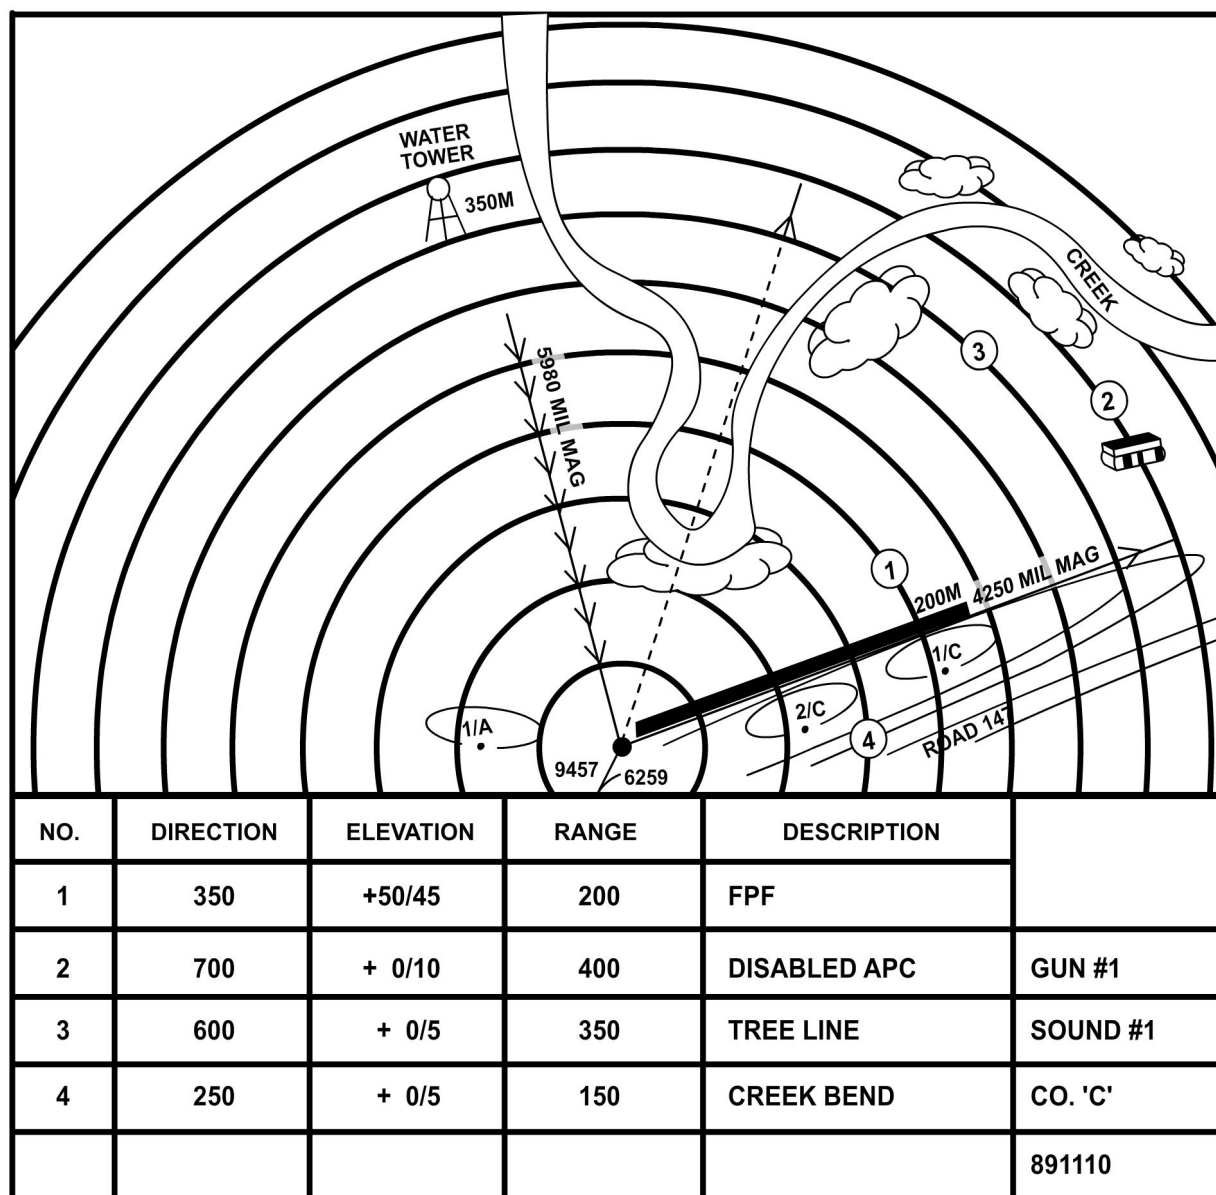 WATER
TOWER
350M
CREEK
3
5980 MIL MAG
2
1
200M
4250 MIL MAG
1/C
2/C
1/A
4
ROAD 147
9457
6259
NO. DIRECTION ELEVATION RANGE DESCRIPTION
1 350 +50/45 200 FPF
2 700 + 0/10 400 DISABLED APC GUN #1
3 600 + 0/5 350 TREE LINE SOUND #1
4 250 + 0/5 150 CREEK BEND CO. 'C'
891110